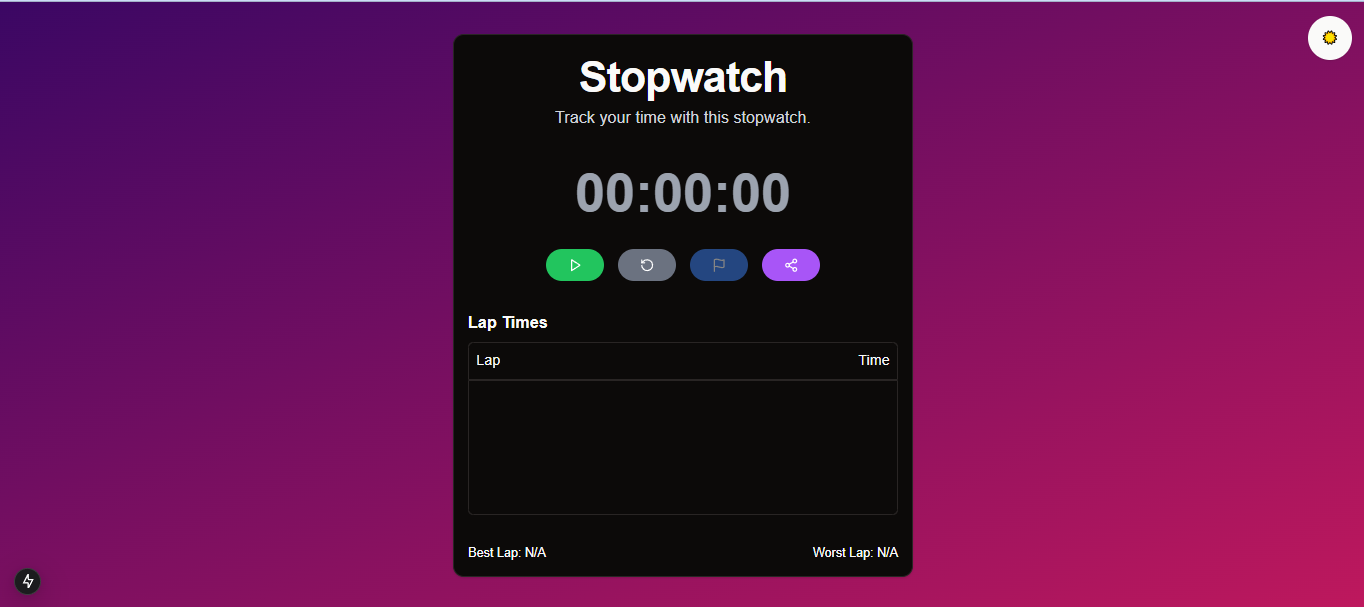 Stopwatch
Track your time with this stopwatch.
00:00:00
Lap Times
Lap Time
Best Lap: N/A Worst Lap: N/A